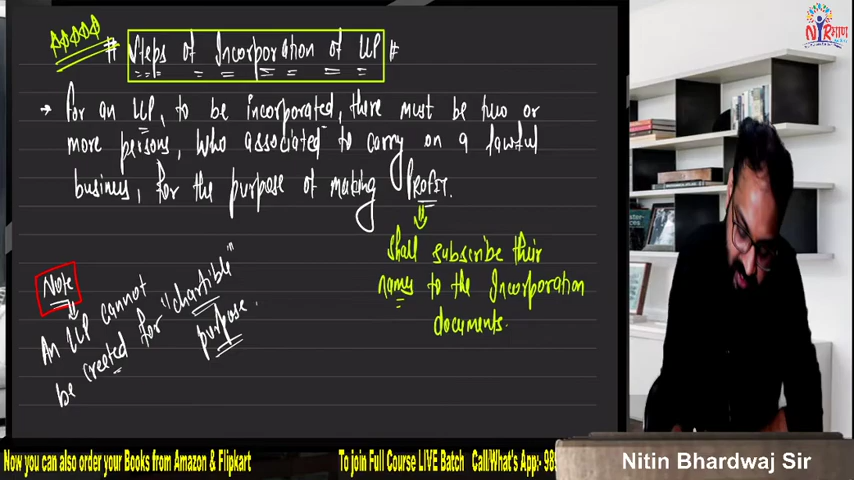 # Steps of Incorporation of LLP #
→ For an LLP, to be incorporated, there must be two or
more persons, who associated to carry on a lawful
business, for the purpose of making Profit.
Shall subscribe their
names to the Incorporation
documents.
Note
An LLP cannot
be creeted for "chartible"
purpose.
Now you can also order your Books from Amazon & Flipkart
To join Full Course LIVE Batch Call/What's App:- 989
Nitin Bhardwaj Sir